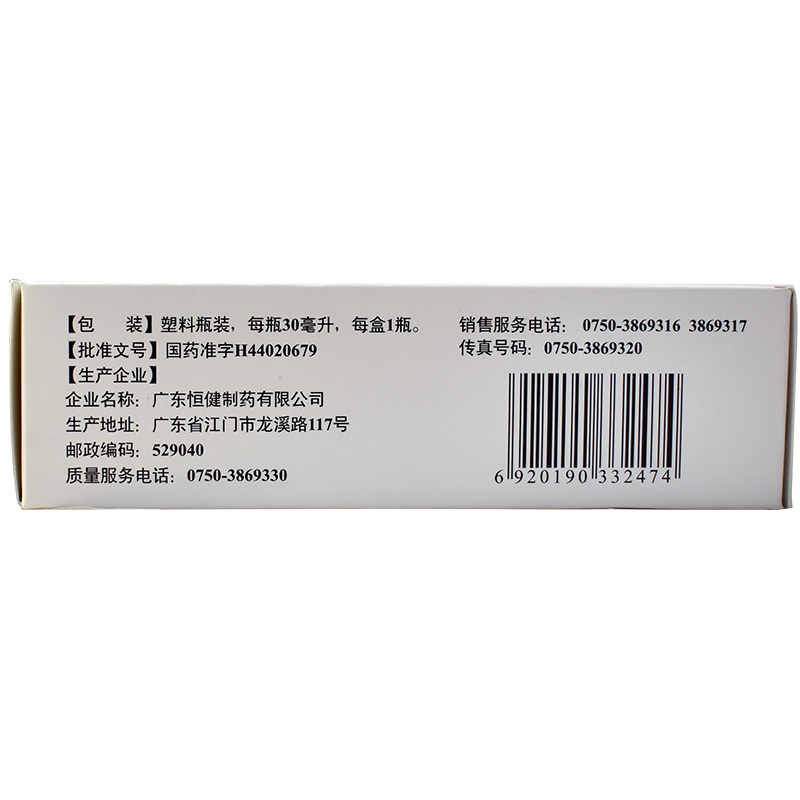 【包　装】塑料瓶装，每瓶30毫升，每盒1瓶。
【批准文号】国药准字H44020679
【生产企业】
企业名称：广东恒健制药有限公司
生产地址：广东省江门市龙溪路117号
邮政编码：529040
质量服务电话：0750-3869330
销售服务电话：0750-3869316 3869317
传真号码：0750-3869320
6 920190 332474